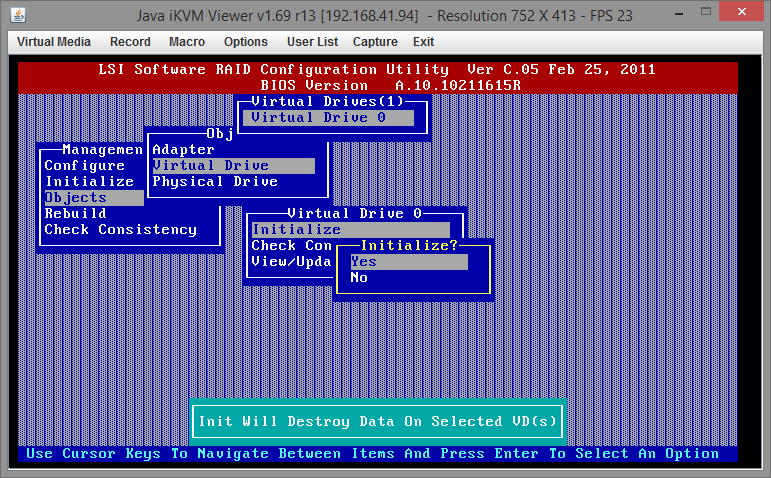 Java iKVM Viewer v1.69 r13 [192.168.41.94] - Resolution 752 X 413 - FPS 23
Virtual Media Record Macro Options User List Capture Exit
LSI Software RAID Configuration Utility Ver C.05 Feb 25, 2011
BIOS Version A.10.10211615R
Virtual Drives(1)
Virtual Drive 0
Obj
Adapter
Virtual Drive
Physical Drive
Managemen
Configure
Initialize
Objects
Rebuild
Check Consistency
Virtual Drive 0
Initialize
Check Con
View/Upda
Initialize?
Yes
No
Init Will Destroy Data On Selected VD(s)
Use Cursor Keys To Navigate Between Items And Press Enter To Select An Option